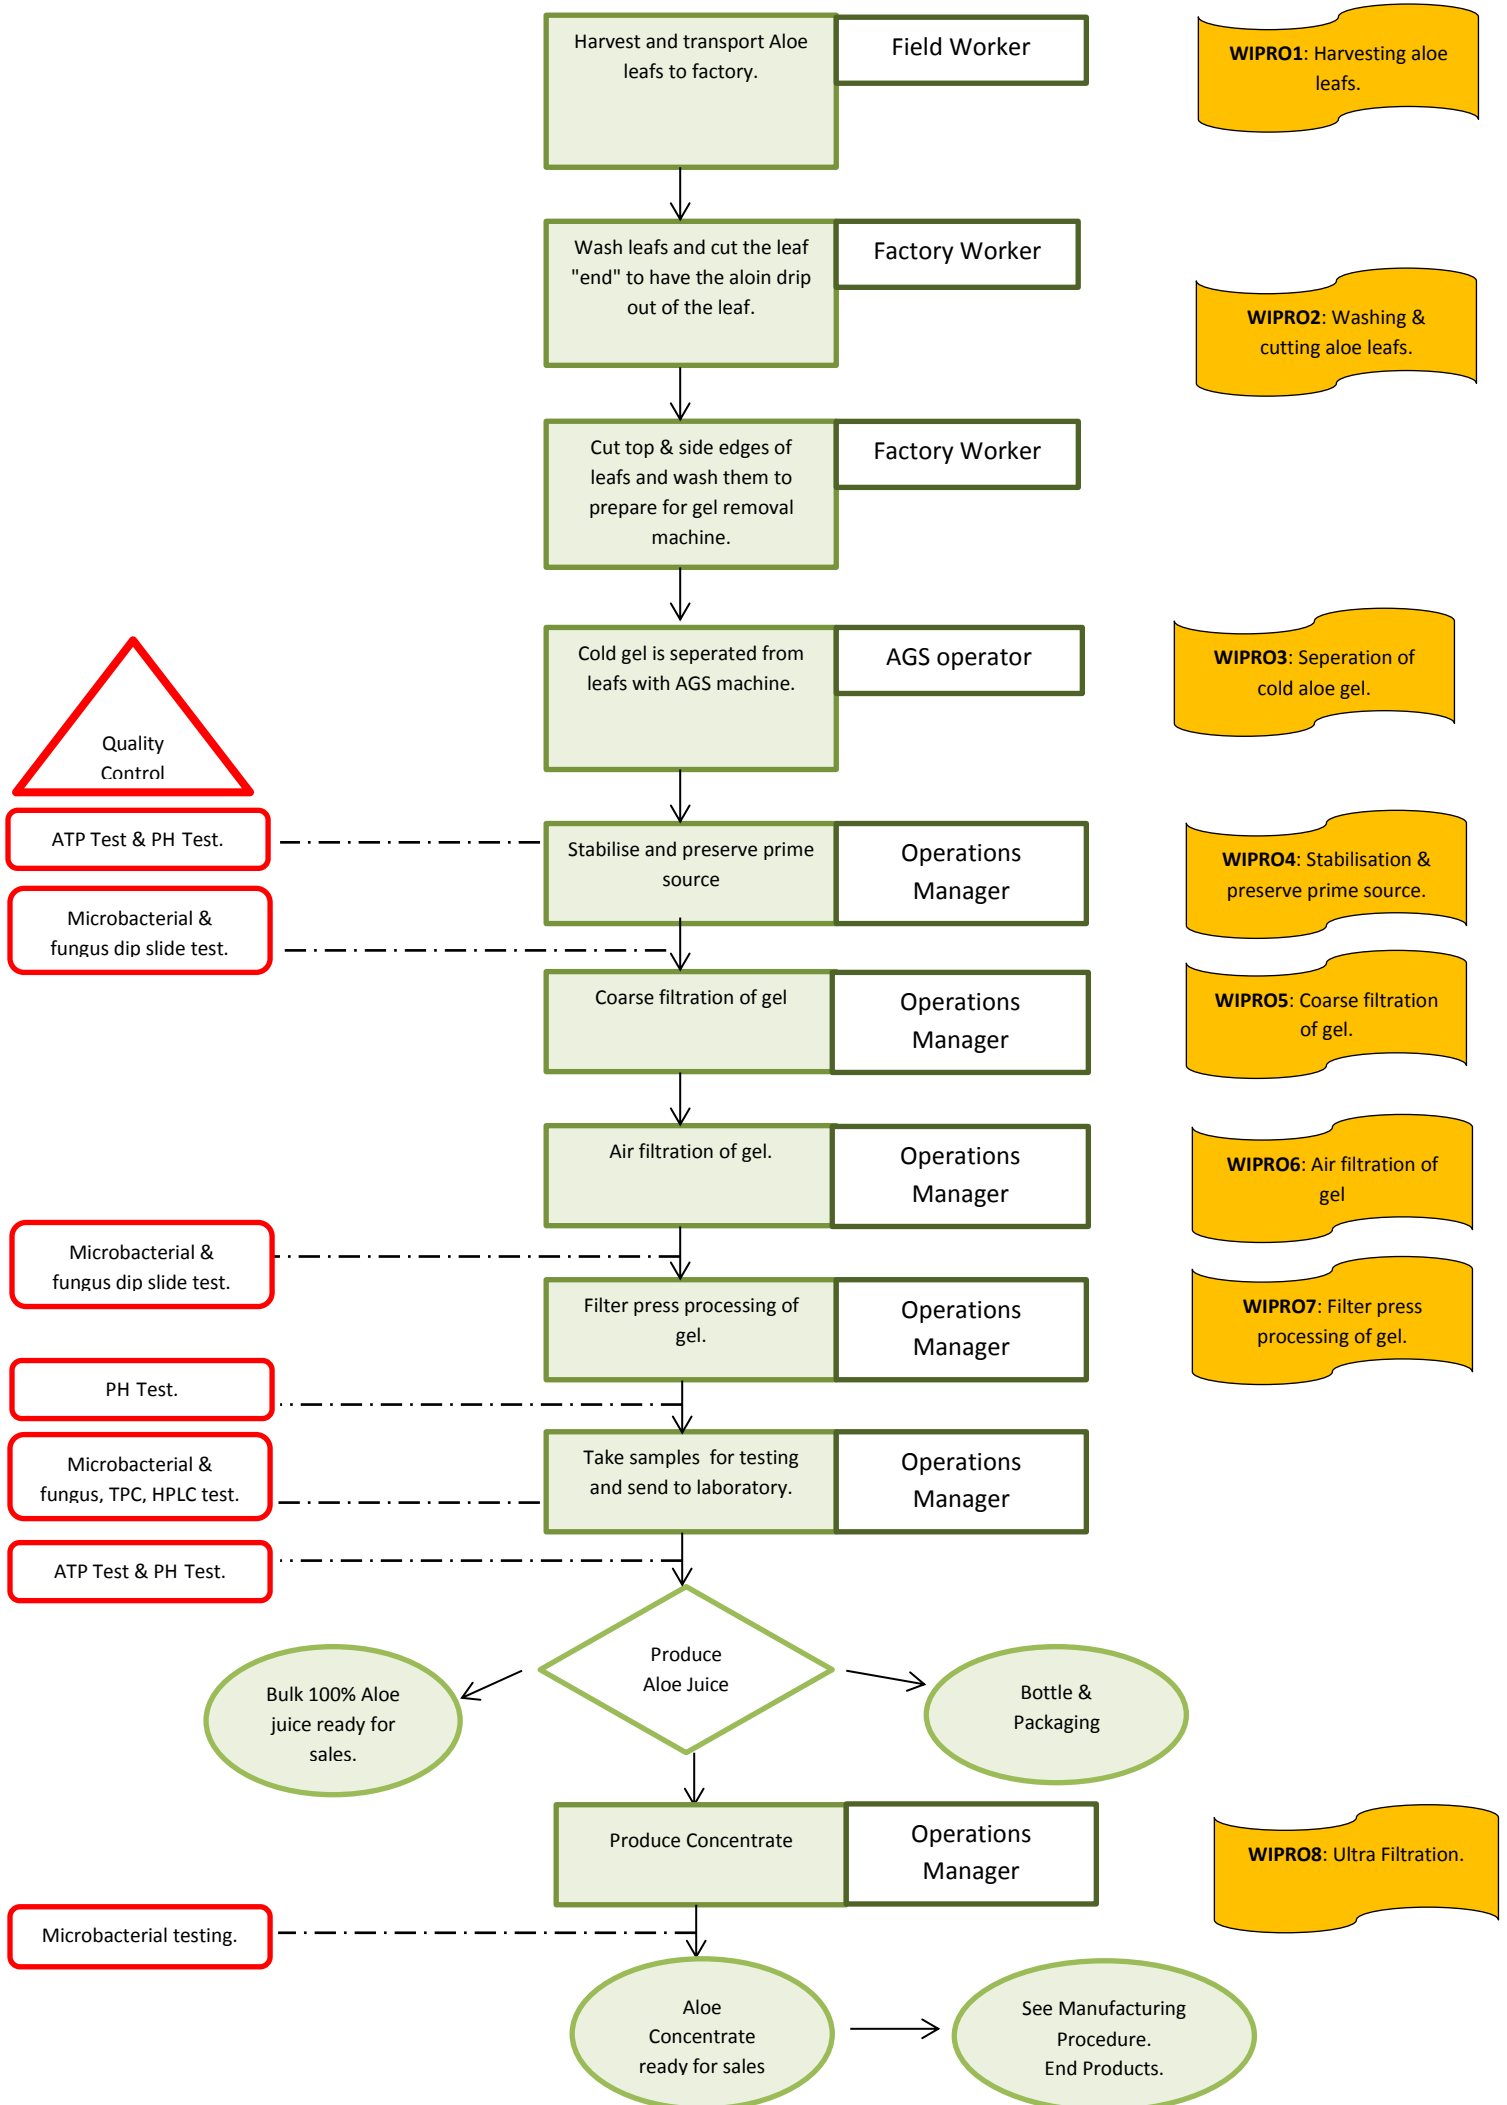 Harvest and transport Aloe
leafs to factory.
Field Worker
WIPRO1: Harvesting aloe
leafs.
Wash leafs and cut the leaf
"end" to have the aloin drip
out of the leaf.
Factory Worker
WIPRO2: Washing &
cutting aloe leafs.
Cut top & side edges of
leafs and wash them to
prepare for gel removal
machine.
Factory Worker
Cold gel is seperated from
leafs with AGS machine.
AGS operator
WIPRO3: Seperation of
cold aloe gel.
Quality
Control
ATP Test & PH Test.
Stabilise and preserve prime
source
Operations
Manager
WIPRO4: Stabilisation &
preserve prime source.
Microbacterial &
fungus dip slide test.
Coarse filtration of gel
Operations
Manager
WIPRO5: Coarse filtration
of gel.
Air filtration of gel.
Operations
Manager
WIPRO6: Air filtration of
gel
Microbacterial &
fungus dip slide test.
Filter press processing of
gel.
Operations
Manager
WIPRO7: Filter press
processing of gel.
PH Test.
Microbacterial &
fungus, TPC, HPLC test.
Take samples for testing
and send to laboratory.
Operations
Manager
ATP Test & PH Test.
Produce
Aloe Juice
Bulk 100% Aloe
juice ready for
sales.
Bottle &
Packaging
Produce Concentrate
Operations
Manager
WIPRO8: Ultra Filtration.
Microbacterial testing.
Aloe
Concentrate
ready for sales
See Manufacturing
Procedure.
End Products.